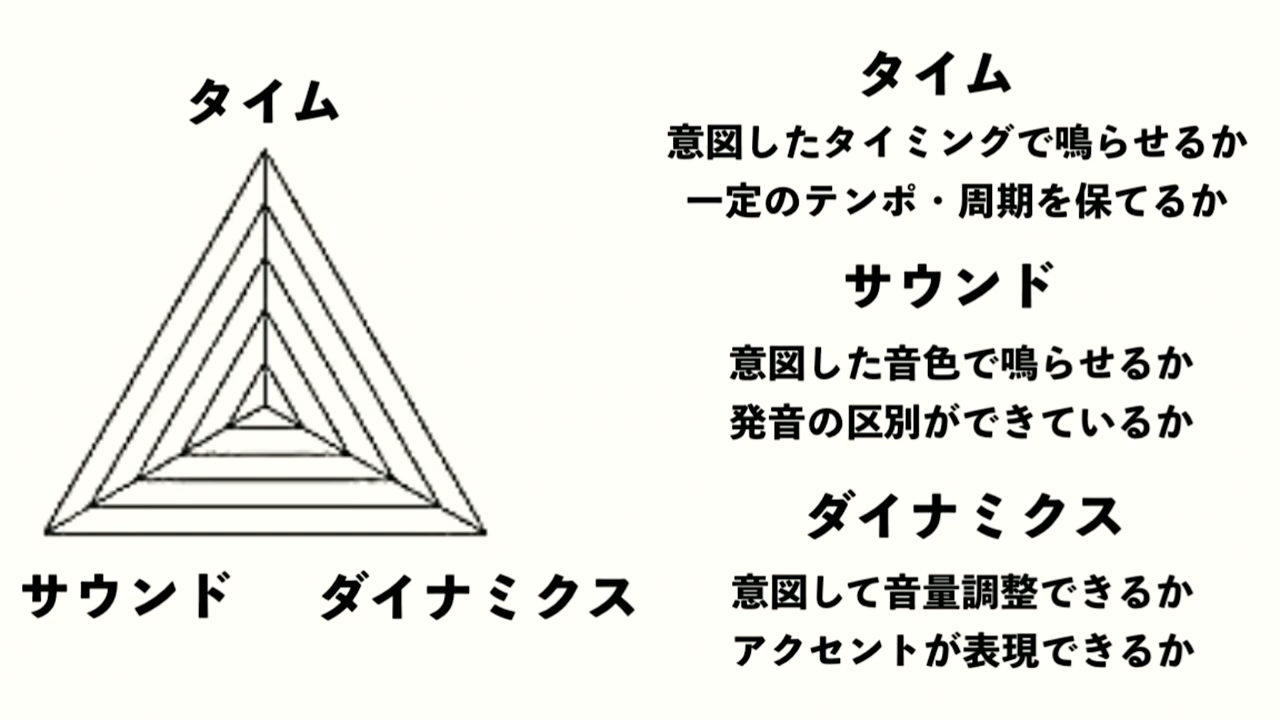 タイム
サウンド
ダイナミクス
タイム
意図したタイミングで鳴らせるか
一定のテンポ・周期を保てるか
サウンド
意図した音色で鳴らせるか
発音の区別ができているか
ダイナミクス
意図して音量調整できるか
アクセントが表現できるか